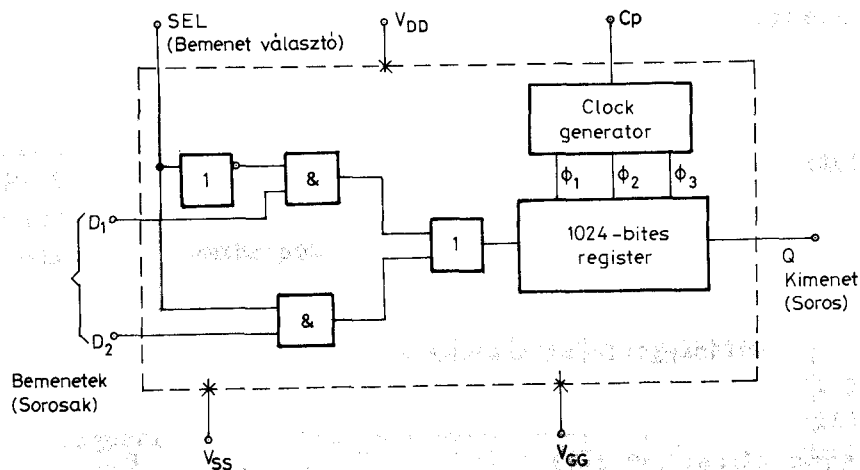 SEL
(Bemenet választó)
V_DD
Cp
Clock
generator
1
&
ϕ1
ϕ2
ϕ3
D1
1
1024-bites
register
Q
Kimenet
(Soros)
&
D2
Bemenetek
(Sorosak)
V_SS
V_GG